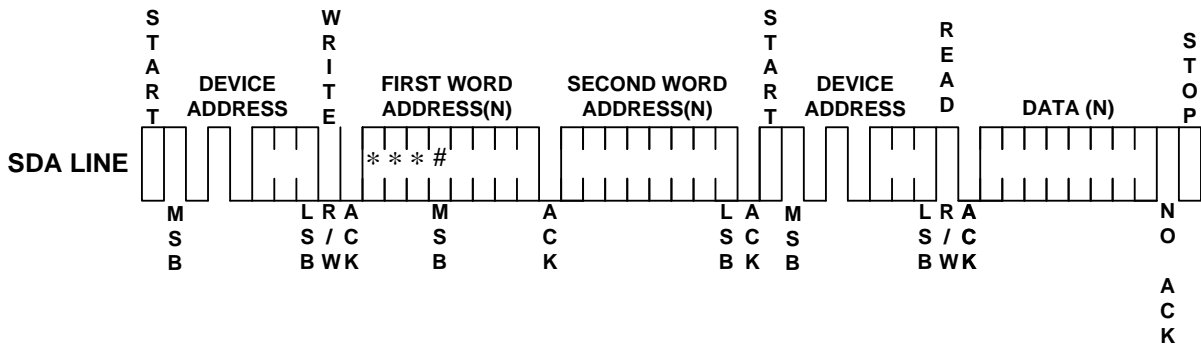 START
WRITE
START
READ
STOP
DEVICE
ADDRESS
FIRST WORD
ADDRESS(N)
SECOND WORD
ADDRESS(N)
DEVICE
ADDRESS
DATA (N)
SDA LINE
* * * #
MSB
LSB
R/W
ACK
MSB
ACK
LSB
ACK
MSB
LSB
R/W
ACK
NO ACK